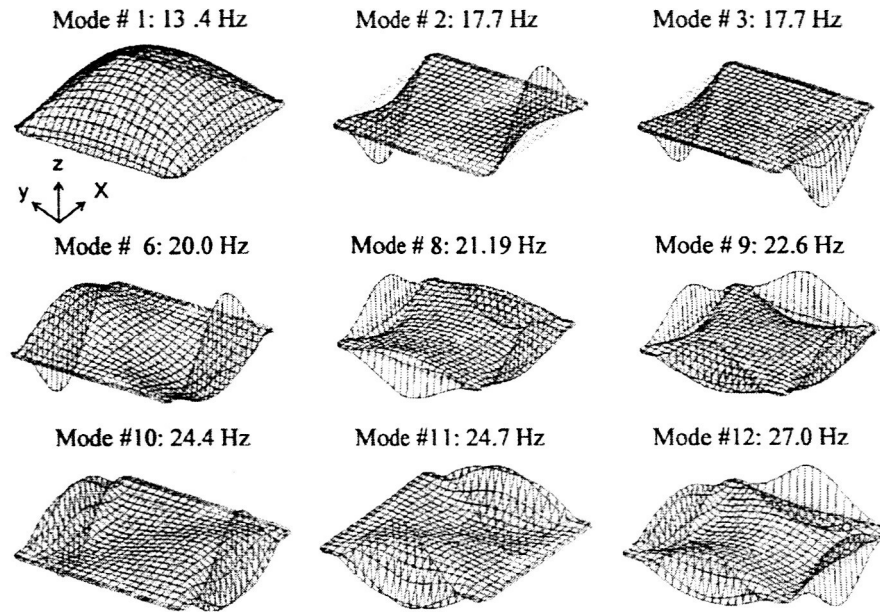 Mode # 1: 13 .4 Hz
Mode # 2: 17.7 Hz
Mode # 3: 17.7 Hz
z
y
X
Mode # 6: 20.0 Hz
Mode # 8: 21.19 Hz
Mode # 9: 22.6 Hz
Mode #10: 24.4 Hz
Mode #11: 24.7 Hz
Mode #12: 27.0 Hz